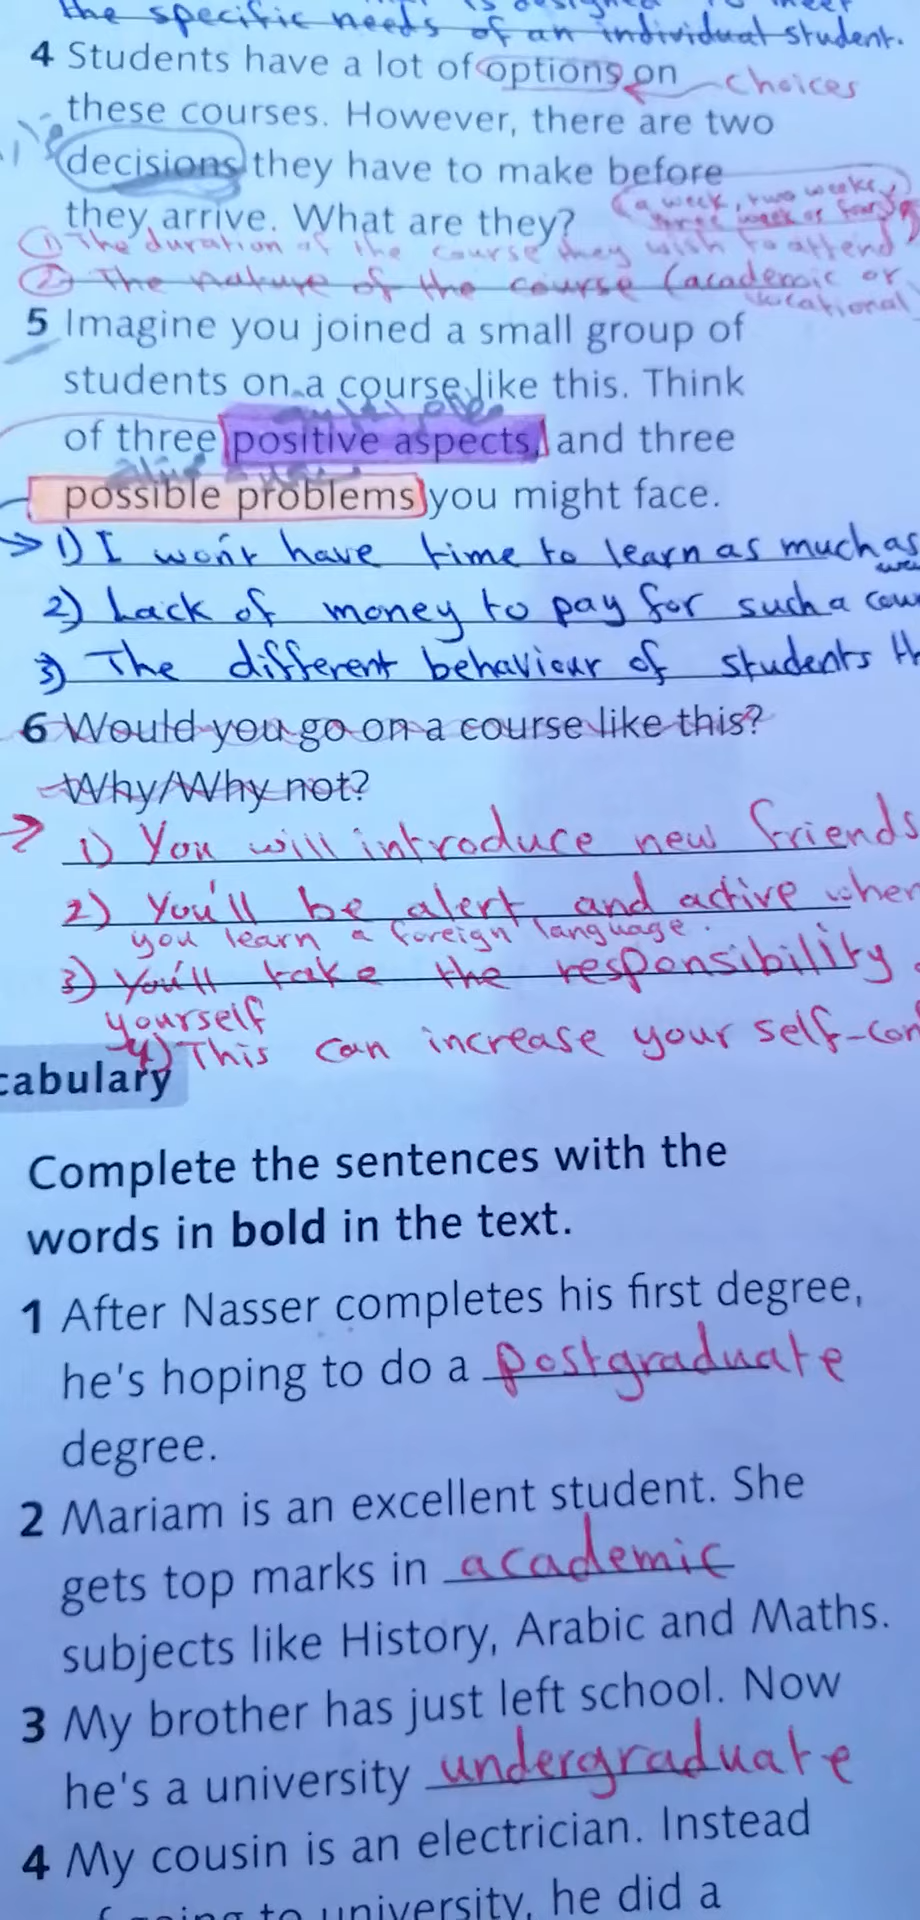 the specific needs of an individual student.
4 Students have a lot of options on
choices
these courses. However, there are two
decisions they have to make before
(a week, two weeks,
they arrive. What are they?
three week or four)
① The duration of the course they wish to attend
② The nature of the course (academic or
vocational
5 Imagine you joined a small group of
students on a course like this. Think
of three positive aspects, and three
possible problems you might face.
1) I won't have time to learn as much as
2) Lack of money to pay for such a
3) The different behaviour of students
6 Would you go on a course like this?
Why/Why not?
1) You will introduce new friends
2) You'll be alert and active when
you learn a foreign language.
3) You'll take the responsibility
yourself
4) This can increase your self-con
cabulary
Complete the sentences with the
words in bold in the text.
1 After Nasser completes his first degree,
he's hoping to do a postgraduate
degree.
2 Mariam is an excellent student. She
gets top marks in academic
subjects like History, Arabic and Maths.
3 My brother has just left school. Now
he's a university undergraduate
4 My cousin is an electrician. Instead
to university, he did a